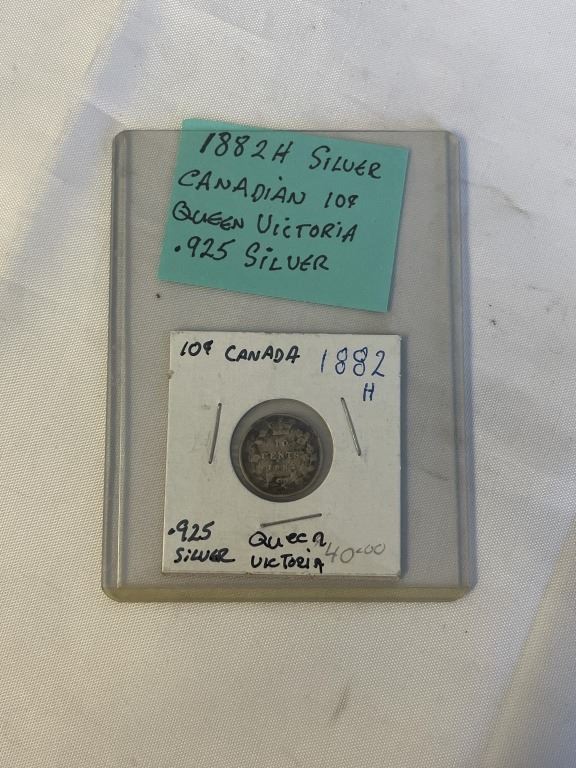 1882H SILVER
CANADIAN 10¢
QUEEN VICTORIA
.925 SILVER
10¢ CANADA 1882
H
10
CENTS
1882
.925 QUEEN
SILVER VICTORIA 40.00